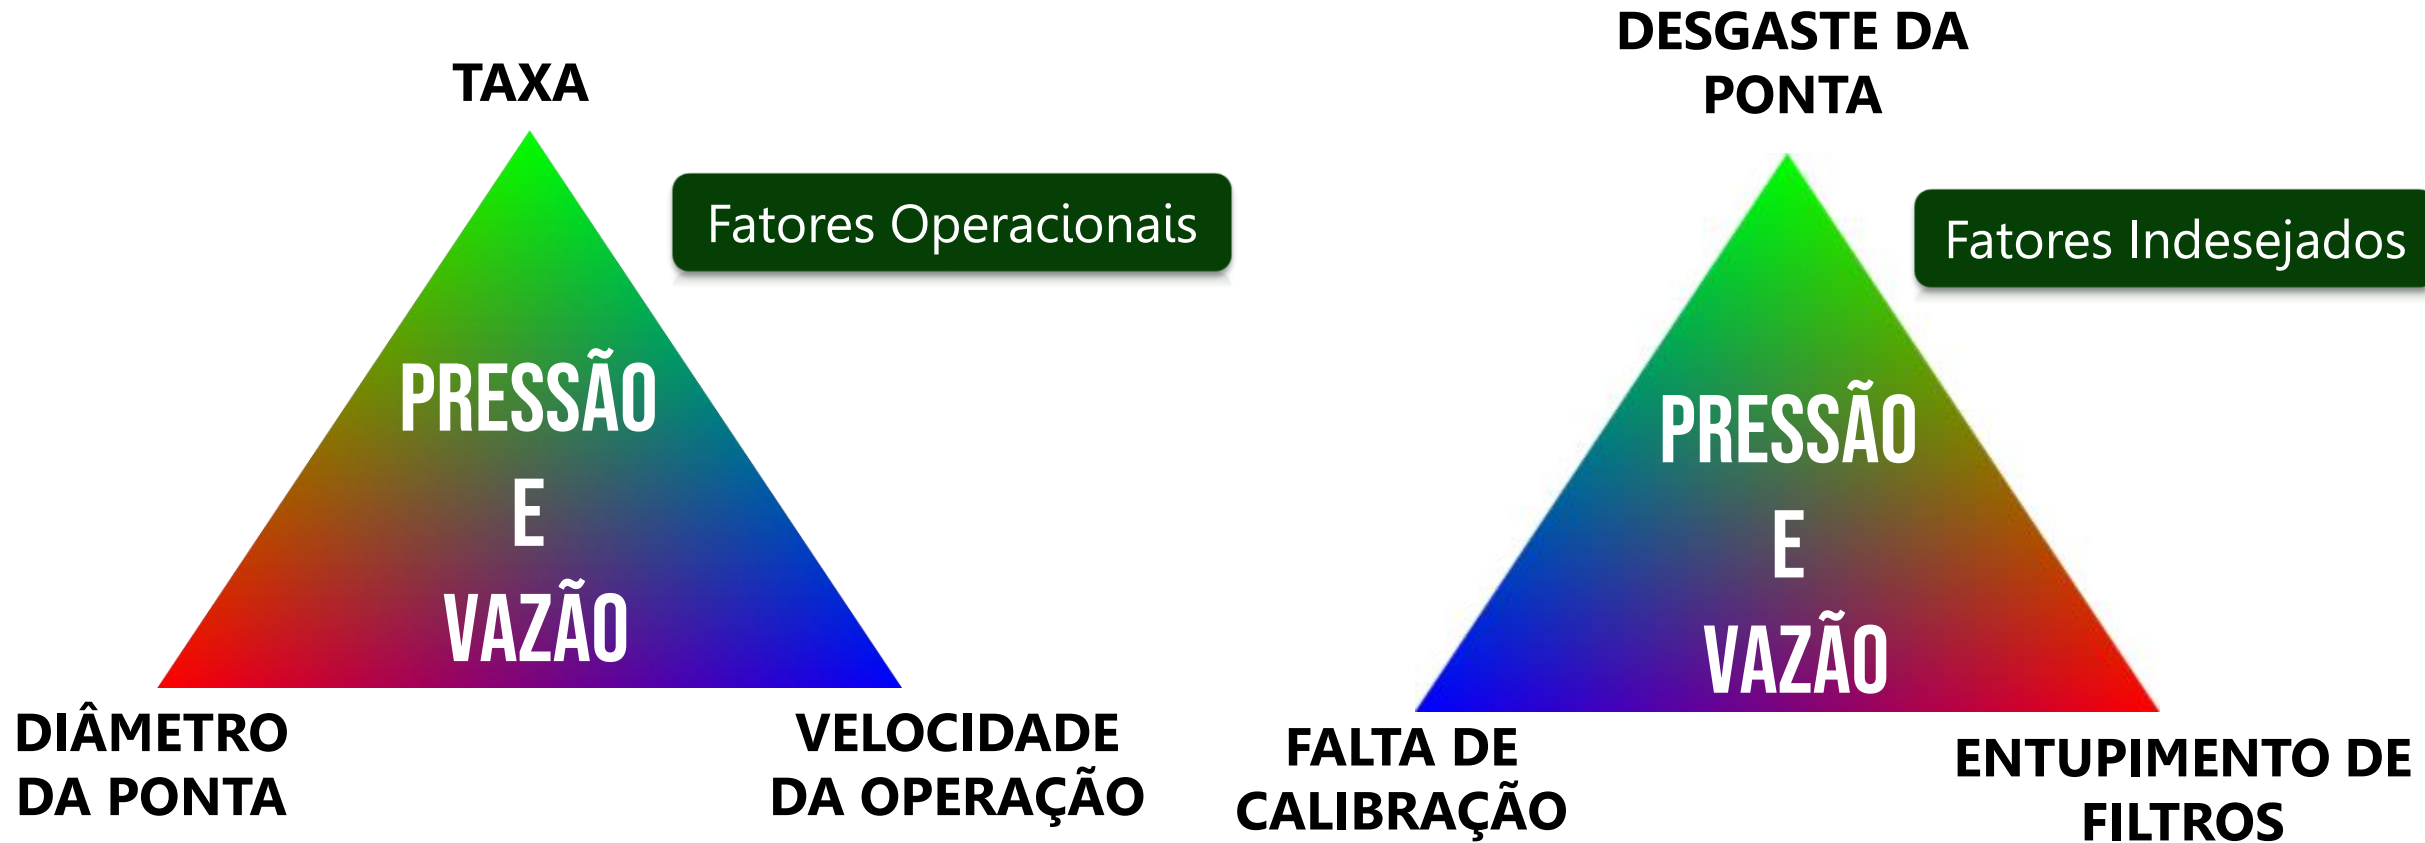 TAXA
Fatores Operacionais
PRESSÃO
E
VAZÃO
DIÂMETRO
DA PONTA
VELOCIDADE
DA OPERAÇÃO
DESGASTE DA
PONTA
Fatores Indesejados
PRESSÃO
E
VAZÃO
FALTA DE
CALIBRAÇÃO
ENTUPIMENTO DE
FILTROS